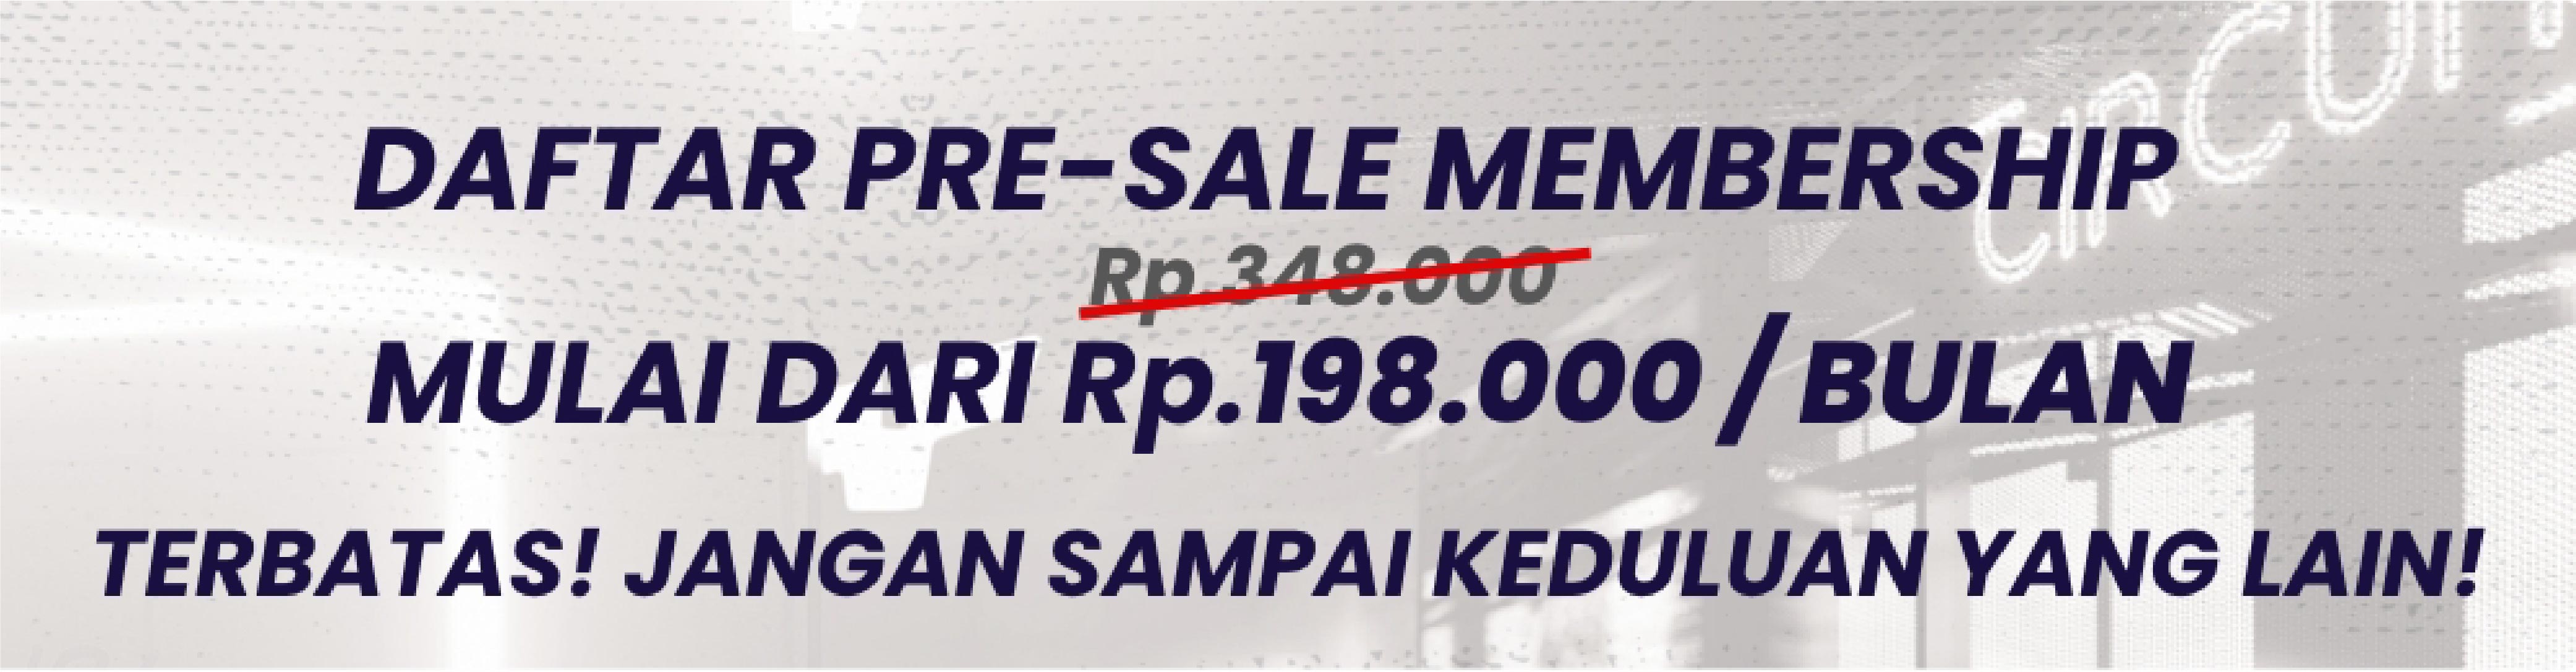 DAFTAR PRE-SALE MEMBERSHIP
Rp.348.000
MULAI DARI Rp.198.000 / BULAN
TERBATAS! JANGAN SAMPAI KEDULUAN YANG LAIN!